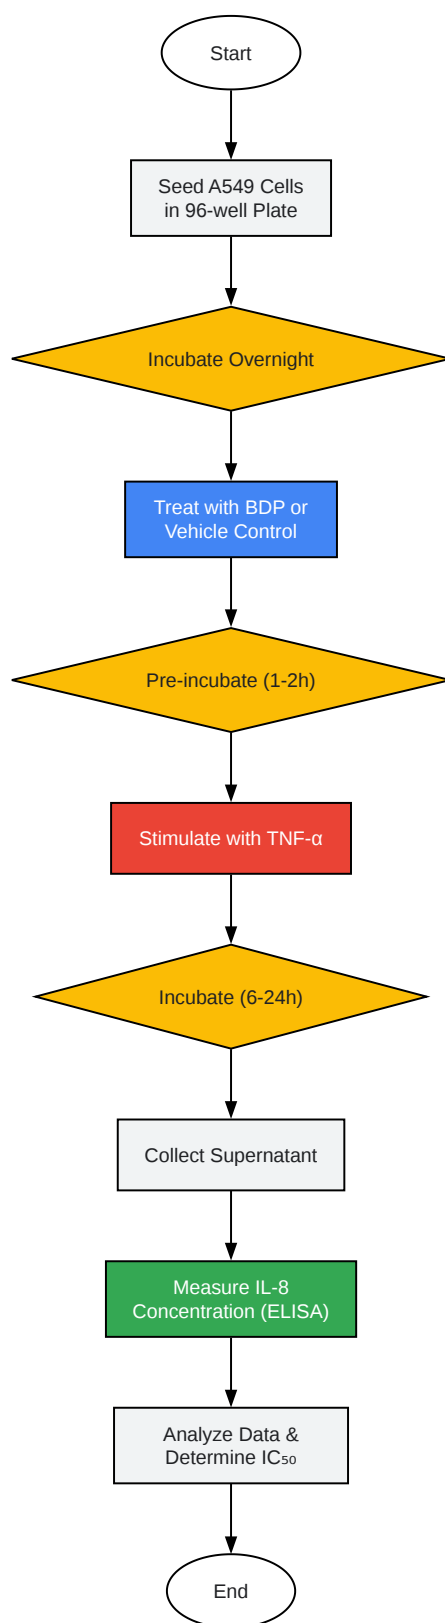 Start
Seed A549 Cells
in 96-well Plate
Incubate Overnight
Treat with BDP or
Vehicle Control
Pre-incubate (1-2h)
Stimulate with TNF-α
Incubate (6-24h)
Collect Supernatant
Measure IL-8
Concentration (ELISA)
Analyze Data &
Determine IC₅₀
End